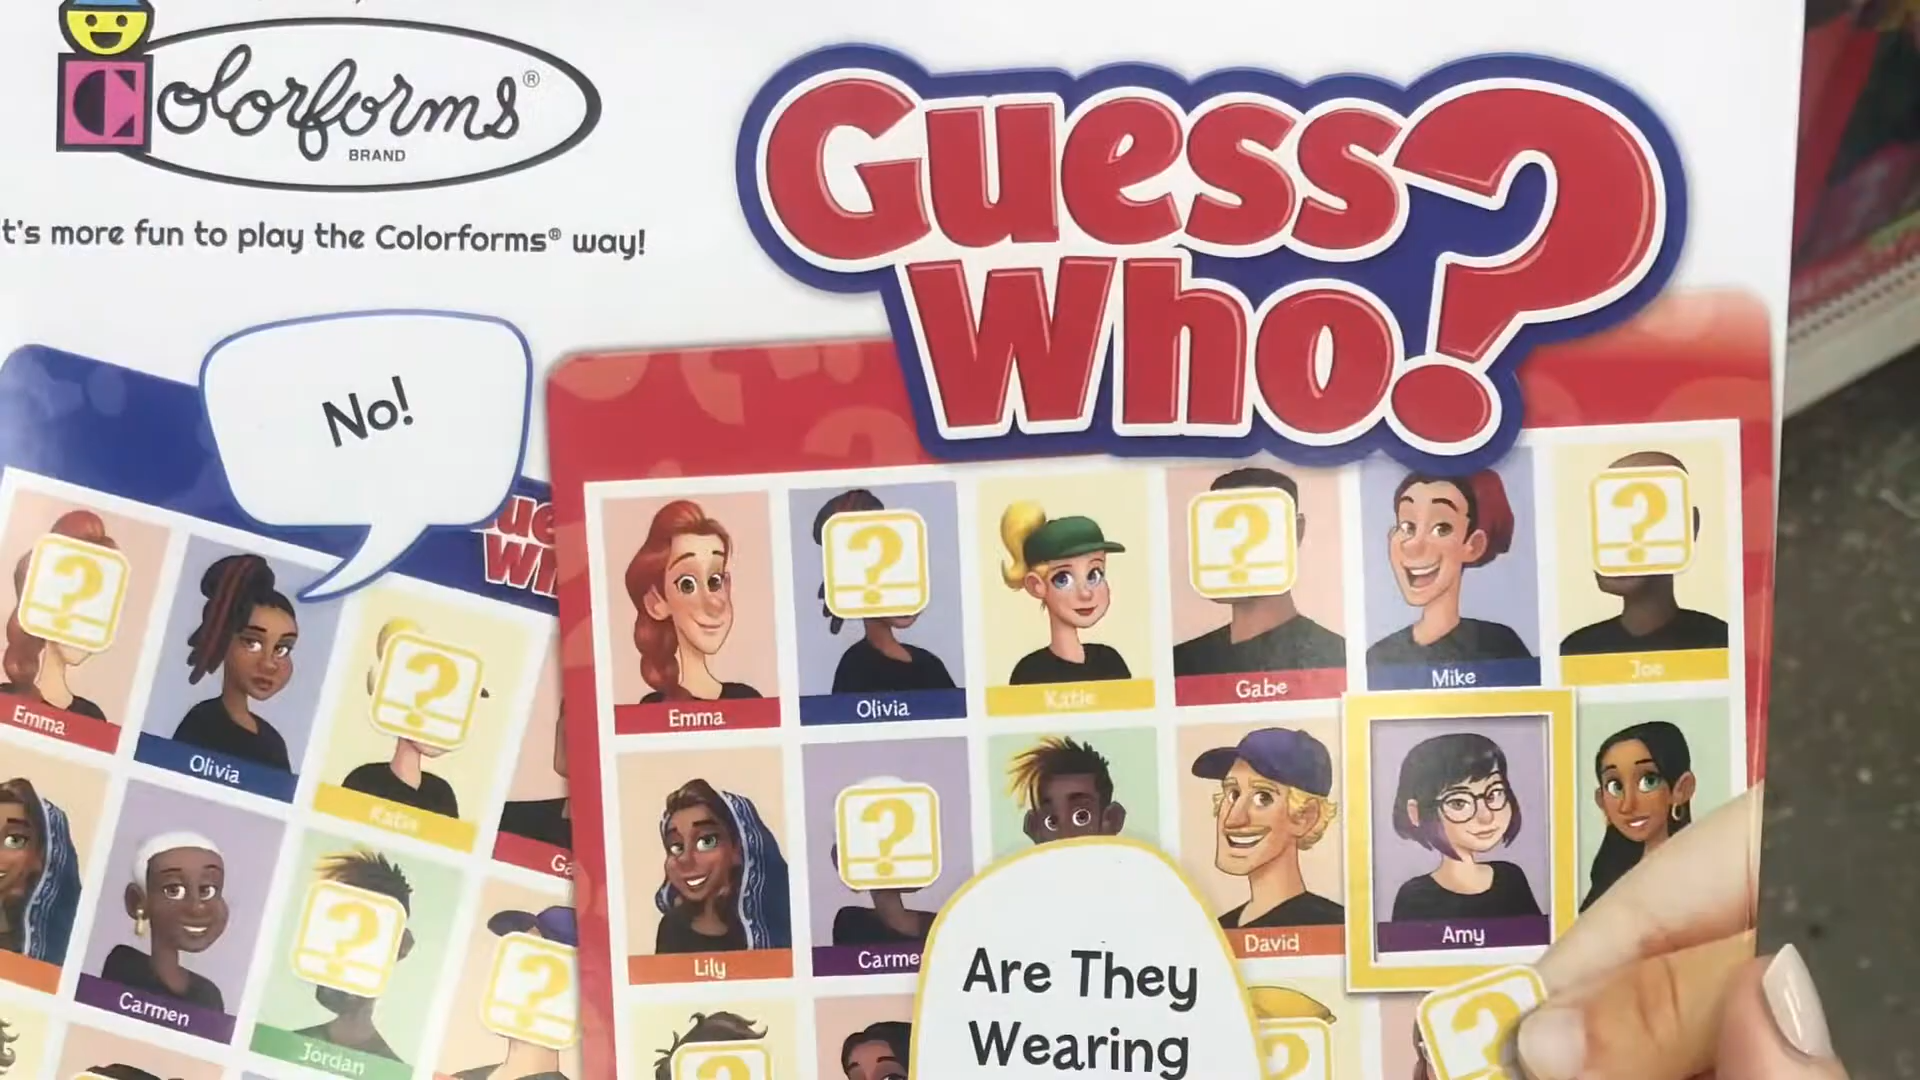 Colorforms®
BRAND
t's more fun to play the Colorforms® way!
Guess
Who?
No!
Emma
Olivia
Katie
Carmen
Jordan
Emma
Olivia
Katie
Gabe
Mike
Joe
Lily
Carme
David
Amy
Are They
Wearing